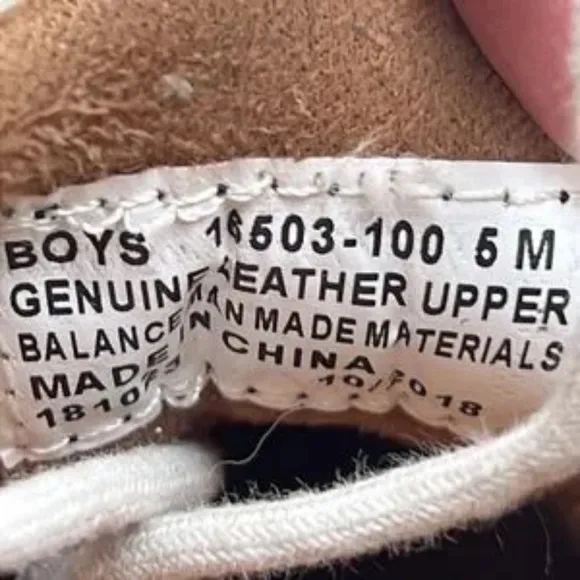 BOYS 16503-100 5 M
GENUINE LEATHER UPPER
BALANCE MAN MADE MATERIALS
MADE IN CHINA
10/2018